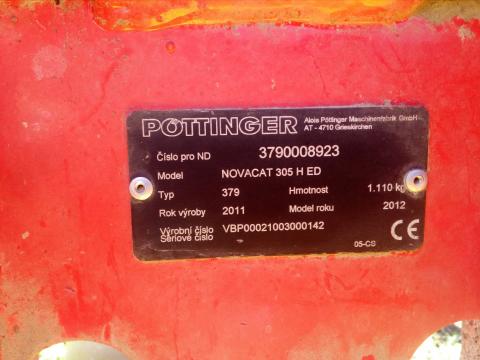 PÖTTINGER Alois Pöttinger Maschinenfabrik GmbH
AT - 4710 Grieskirchen
Číslo pro ND 3790008923
Model NOVACAT 305 H ED
Typ 379 Hmotnost 1.110 kg
Rok výroby 2011 Model roku 2012
Výrobní číslo VBP00021003000142
Sériové číslo
05-CS CE